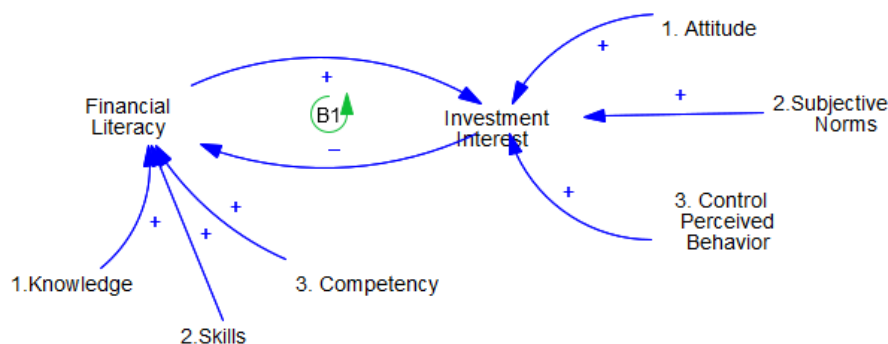 1. Attitude
+
+
Financial
Literacy
B1
Investment
Interest
+
2.Subjective
Norms
–
+
3. Control
Perceived
Behavior
+
+
+
1.Knowledge
3. Competency
2.Skills